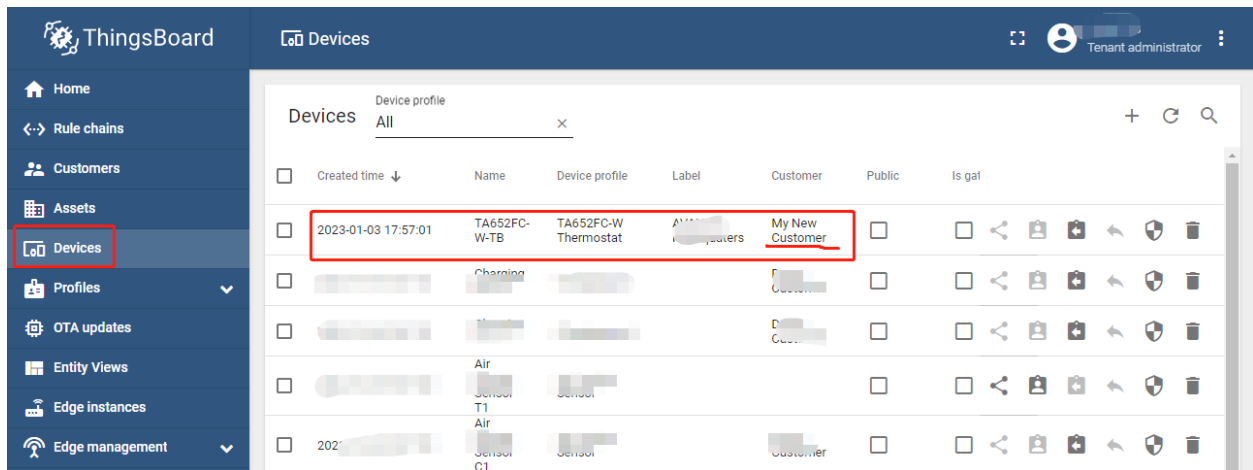 ThingsBoard
Devices
Tenant administrator
Home
Rule chains
Customers
Assets
Devices
Profiles
OTA updates
Entity Views
Edge instances
Edge management
Devices
Device profile
All
Created time
Name
Device profile
Label
Customer
Public
Is gat
2023-01-03 17:57:01
TA652FC-
W-TB
TA652FC-W
Thermostat
My New
Customer
Charging
Air
T1
Air
C1